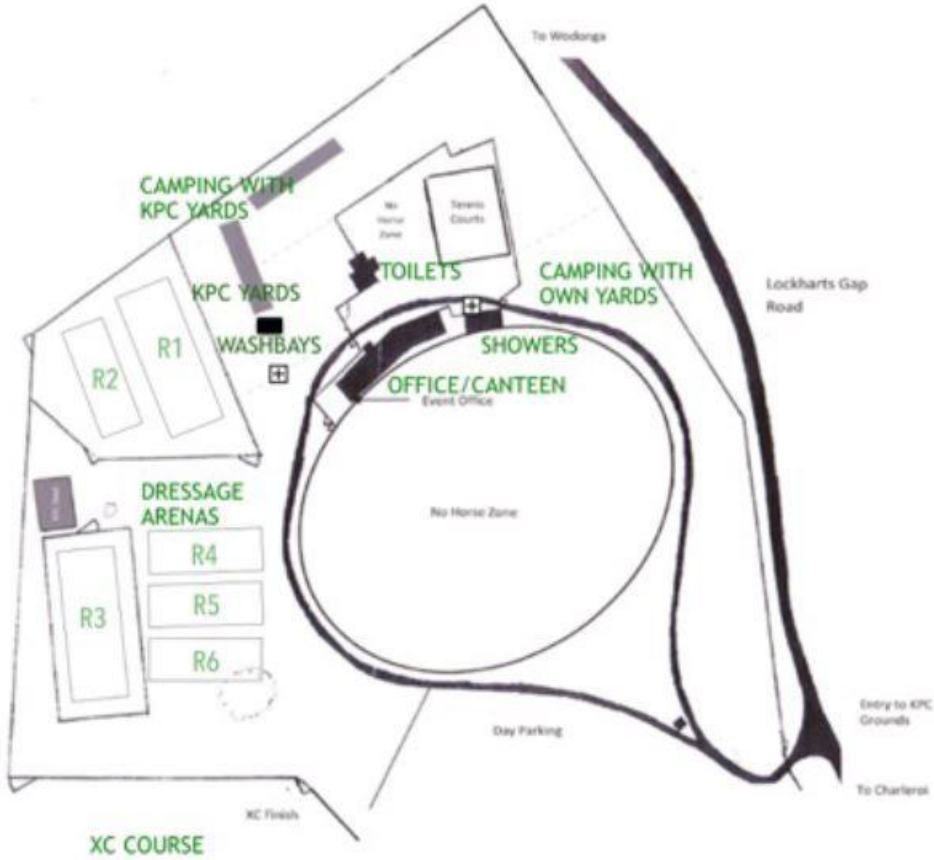 To Wodonga
CAMPING WITH
KPC YARDS
No
Horse
Zone
Tennis
Courts
TOILETS
CAMPING WITH
OWN YARDS
Lockharts Gap
Road
KPC YARDS
WASHBAYS
SHOWERS
R1
R2
OFFICE/CANTEEN
Event Office
DRESSAGE
ARENAS
No Horse Zone
R4
R5
R3
R6
Entry to KPC
Grounds
Day Parking
To Charleroi
XC Finish
XC COURSE